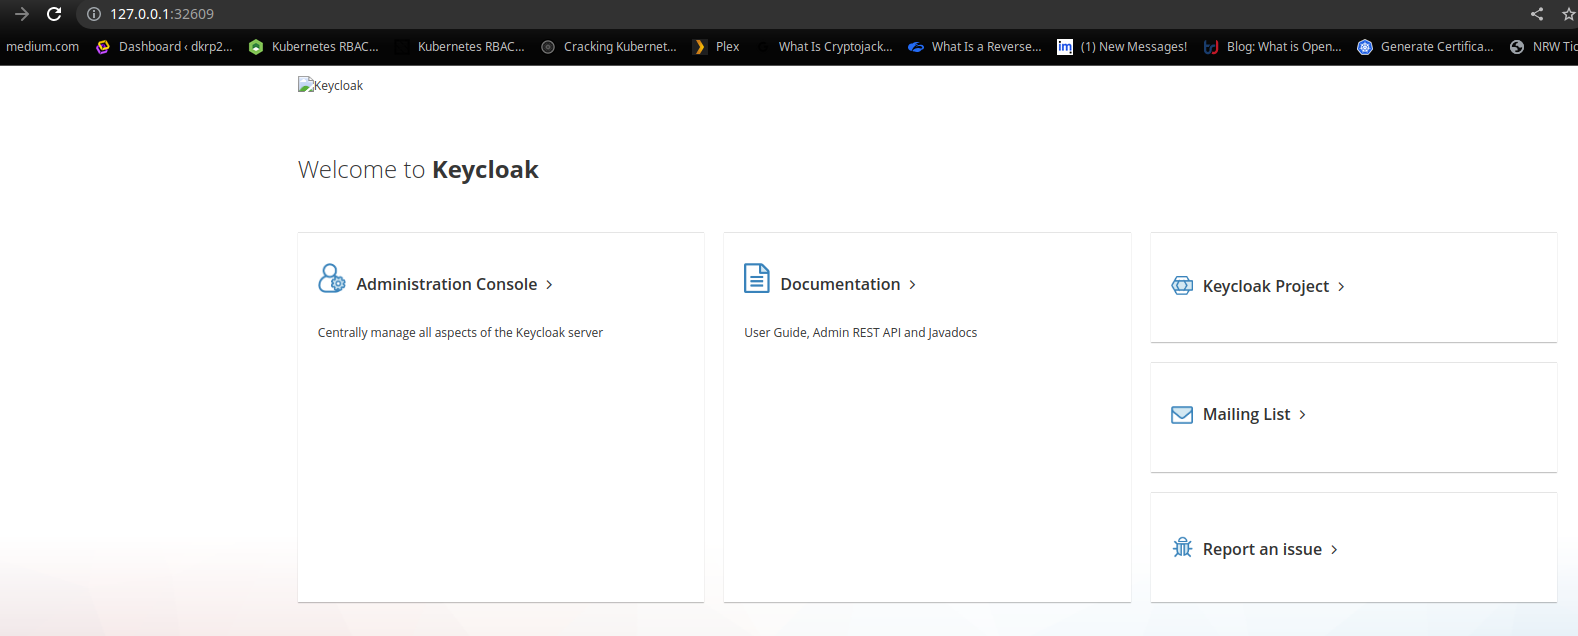 127.0.0.1:32609
medium.com Dashboard ‹ dkrp2... Kubernetes RBAC... Kubernetes RBAC... Cracking Kubernet... Plex What Is Cryptojack... What Is a Reverse... (1) New Messages! Blog: What is Open... Generate Certifica... NRW Tic
Keycloak
Welcome to Keycloak
Administration Console
Centrally manage all aspects of the Keycloak server
Documentation
User Guide, Admin REST API and Javadocs
Keycloak Project
Mailing List
Report an issue